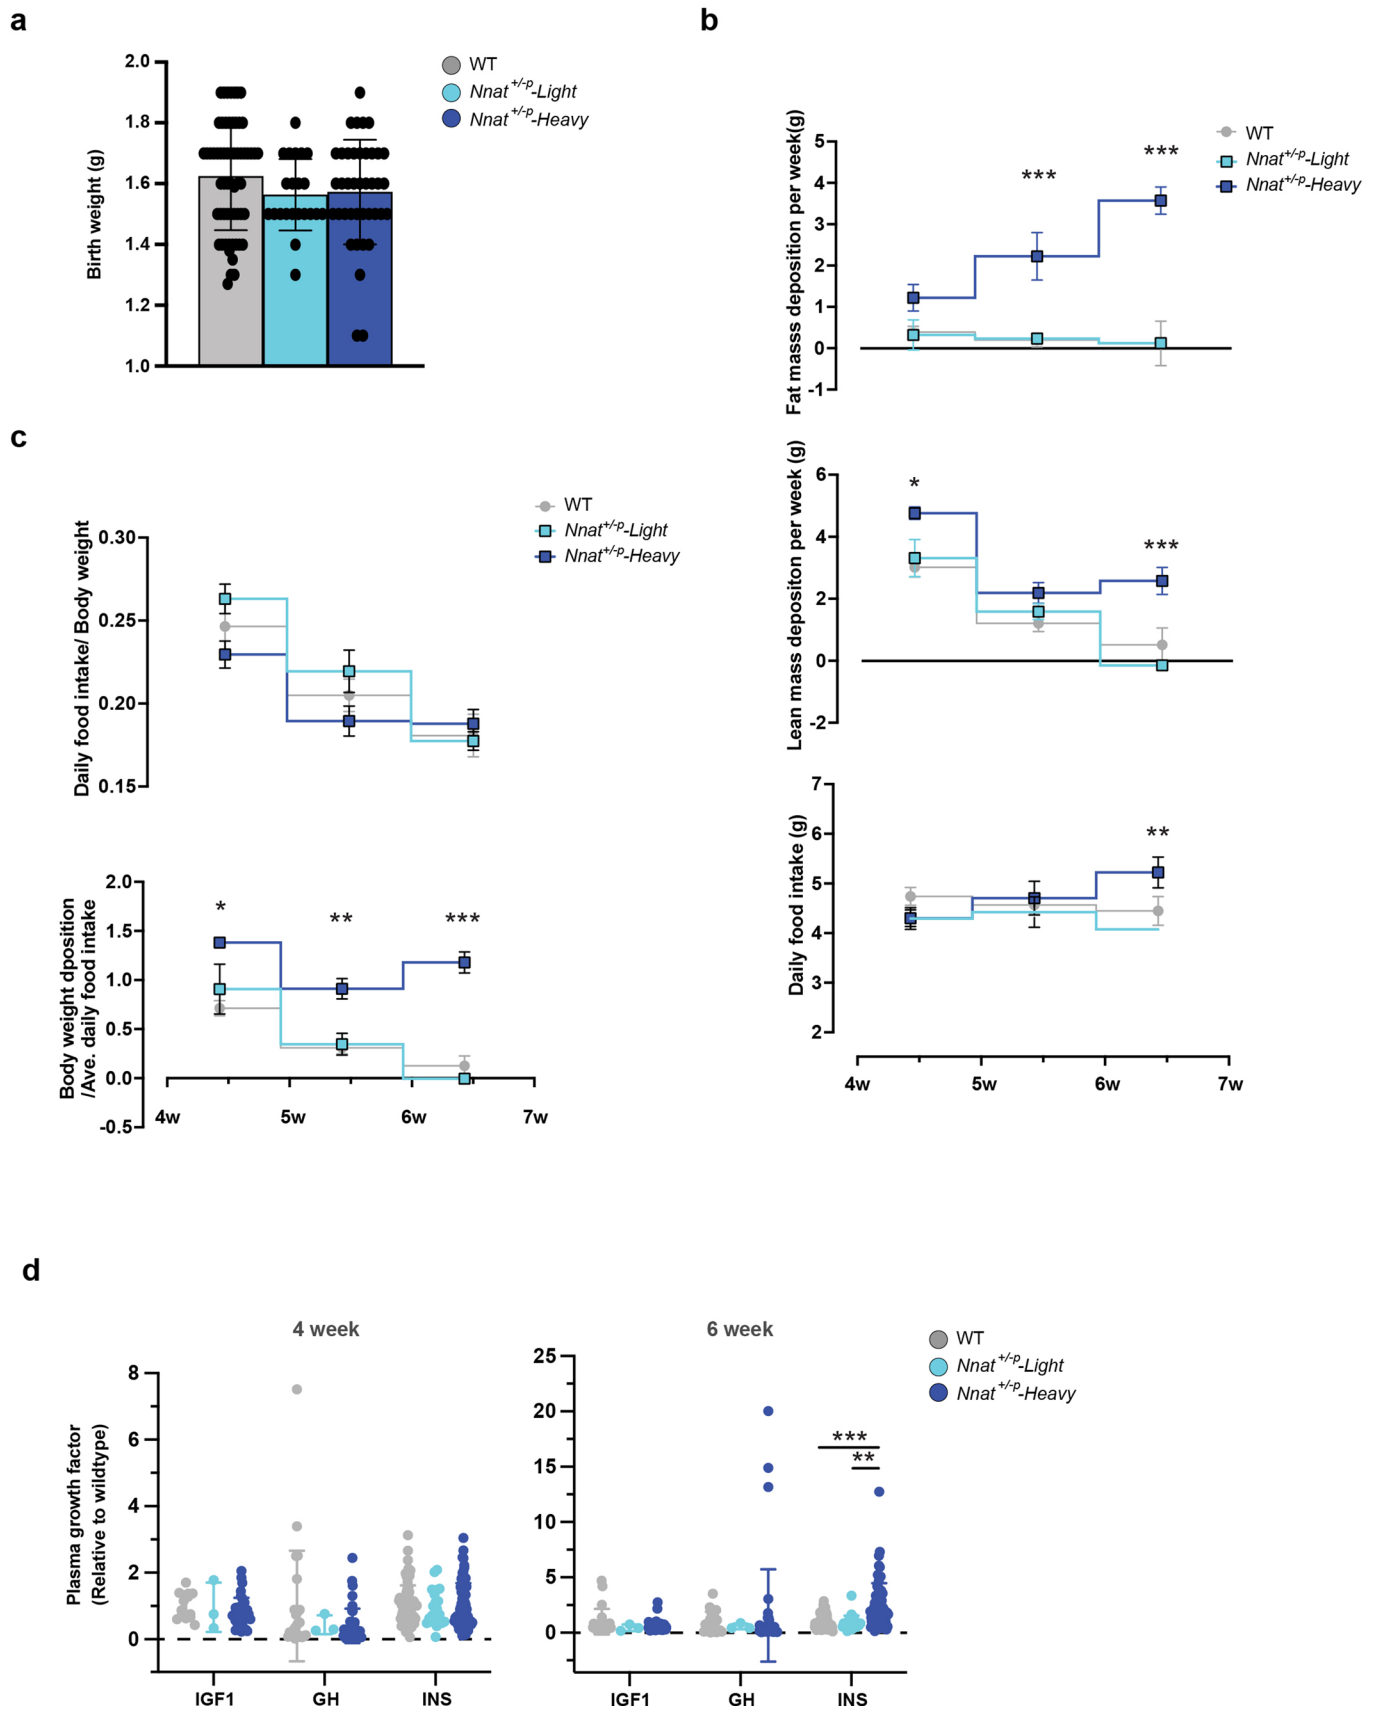 a
2.0
1.8
1.6
1.4
1.2
1.0
Birth weight (g)
WT
Nnat+/-p-Light
Nnat+/-p-Heavy
b
5
4
3
2
1
0
-1
Fat masss deposition per week(g)
***
***
WT
Nnat+/-p-Light
Nnat+/-p-Heavy
6
4
2
0
-2
Lean mass depositon per week (g)
*
***
7
6
5
4
3
2
Daily food intake (g)
**
4w
5w
6w
7w
c
0.30
0.25
0.20
0.15
Daily food intake/ Body weight
WT
Nnat+/-p-Light
Nnat+/-p-Heavy
2.0
1.5
1.0
0.5
0.0
-0.5
Body weight dposition
/Ave. daily food intake
*
**
***
4w
5w
6w
7w
d
4 week
8
6
4
2
0
Plasma growth factor
(Relative to wildtype)
IGF1
GH
INS
6 week
25
20
15
10
5
0
***
**
IGF1
GH
INS
WT
Nnat+/-p-Light
Nnat+/-p-Heavy